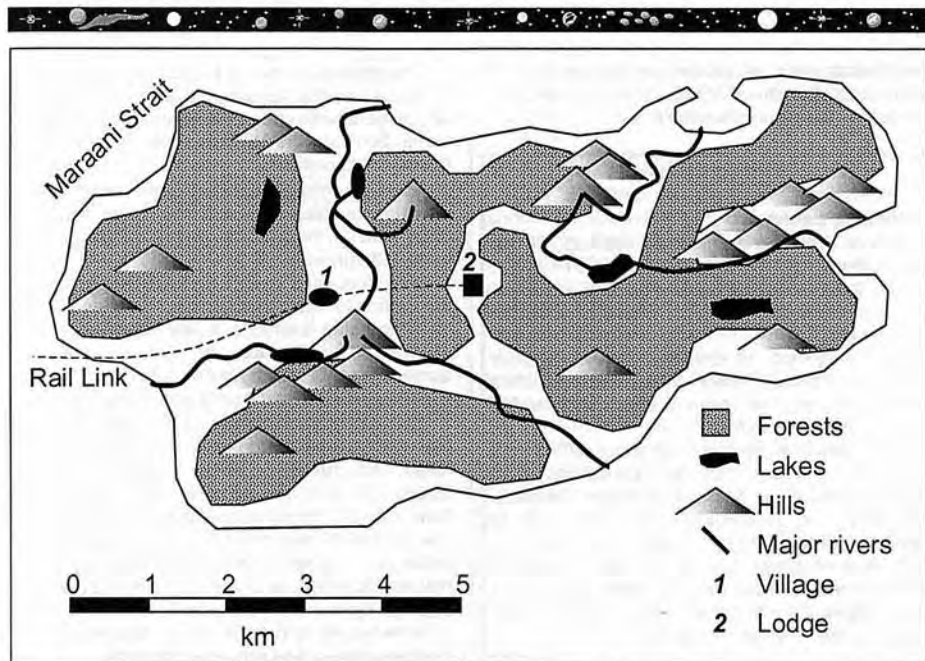 Maraani Strait
1
2
Rail Link
Forests
Lakes
Hills
Major rivers
1 Village
2 Lodge
0 1 2 3 4 5
km